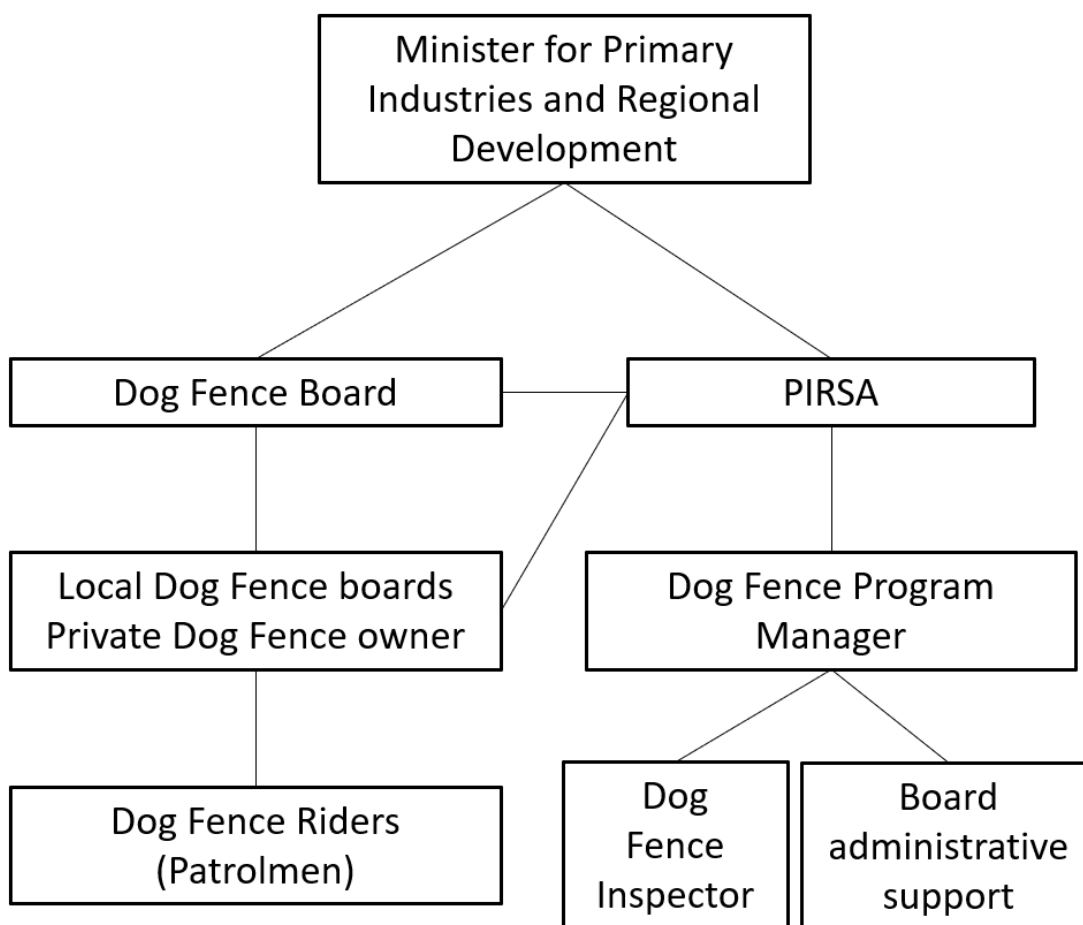 Minister for Primary
Industries and Regional
Development
Dog Fence Board
PIRSA
Local Dog Fence boards
Private Dog Fence owner
Dog Fence Program
Manager
Dog Fence Riders
(Patrolmen)
Dog
Fence
Inspector
Board
administrative
support